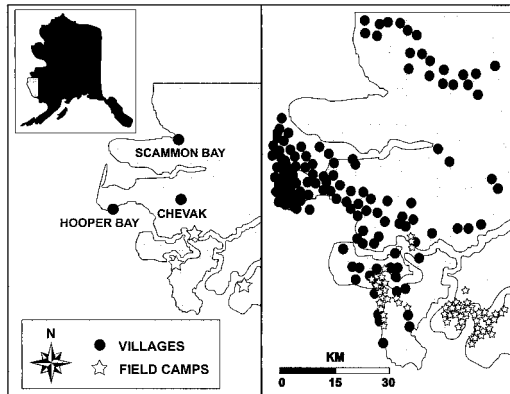 SCAMMON BAY
CHEVAK
HOOPER BAY
N
VILLAGES
FIELD CAMPS
KM
0 15 30